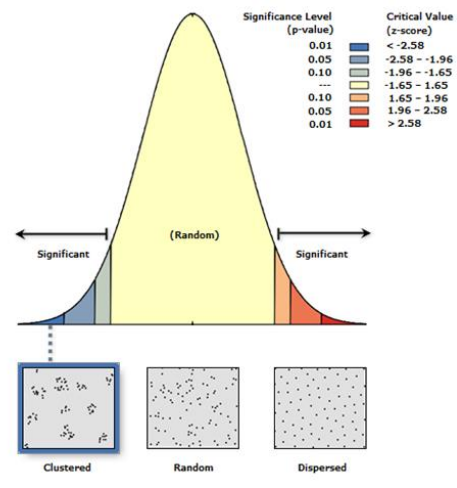 Significance Level Critical Value
(p-value) (z-score)
0.01 < -2.58
0.05 -2.58 – -1.96
0.10 -1.96 – -1.65
--- -1.65 – 1.65
0.10 1.65 – 1.96
0.05 1.96 – 2.58
0.01 > 2.58
(Random)
Significant Significant
Clustered Random Dispersed